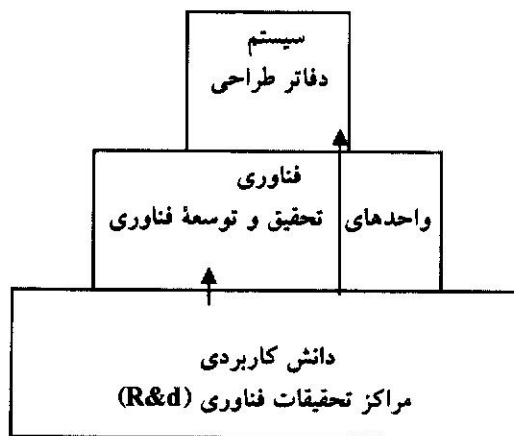 سیستم
دفاتر طراحی
فناوری
واحدهای تحقیق و توسعهٔ فناوری
دانش کاربردی
مراکز تحقیقات فناوری (R&d)